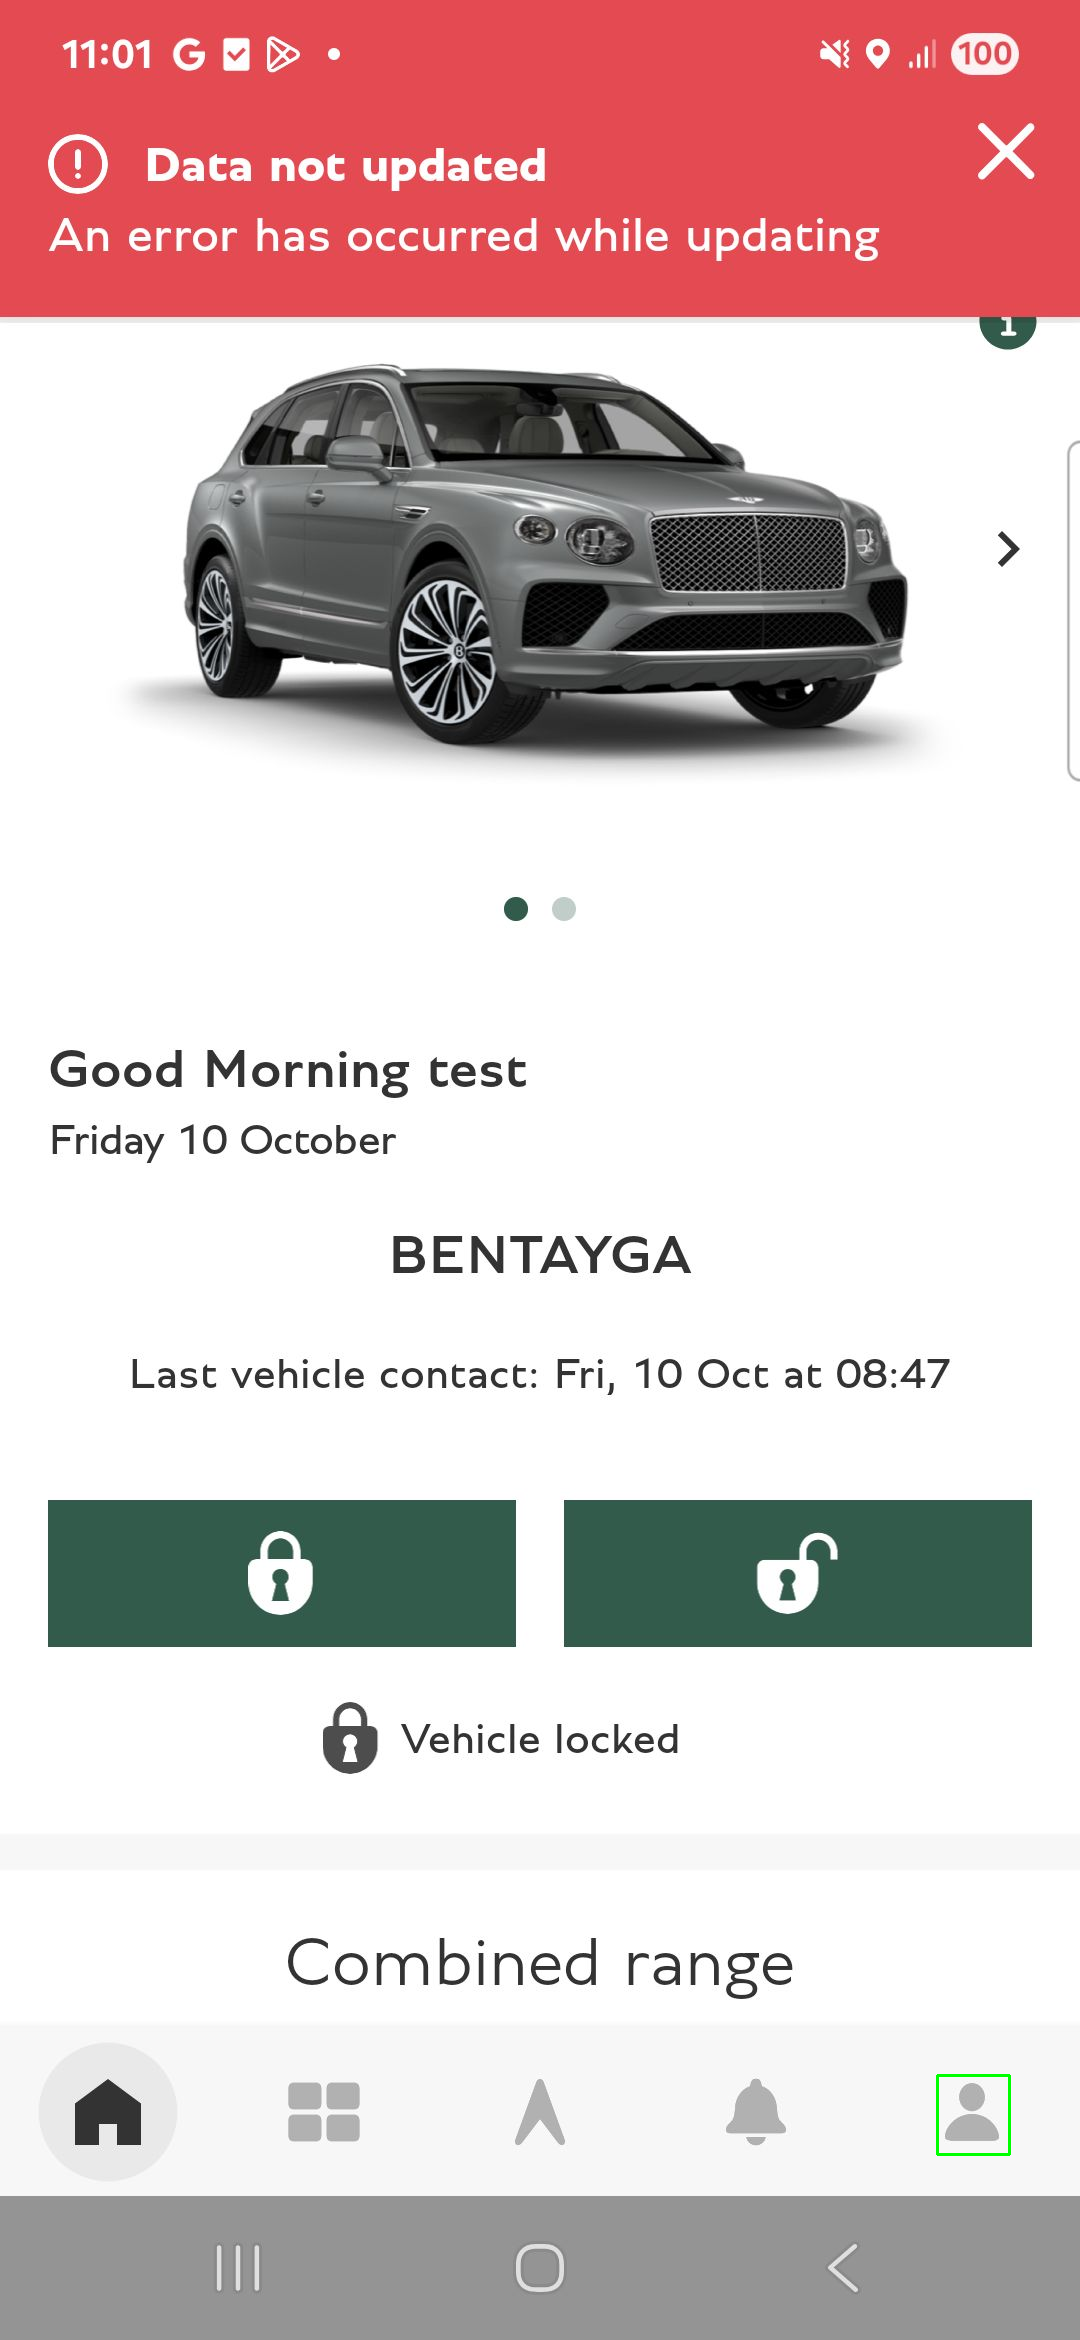 11:01
100
Data not updated
An error has occurred while updating
Good Morning test
Friday 10 October
BENTAYGA
Last vehicle contact: Fri, 10 Oct at 08:47
Vehicle locked
Combined range